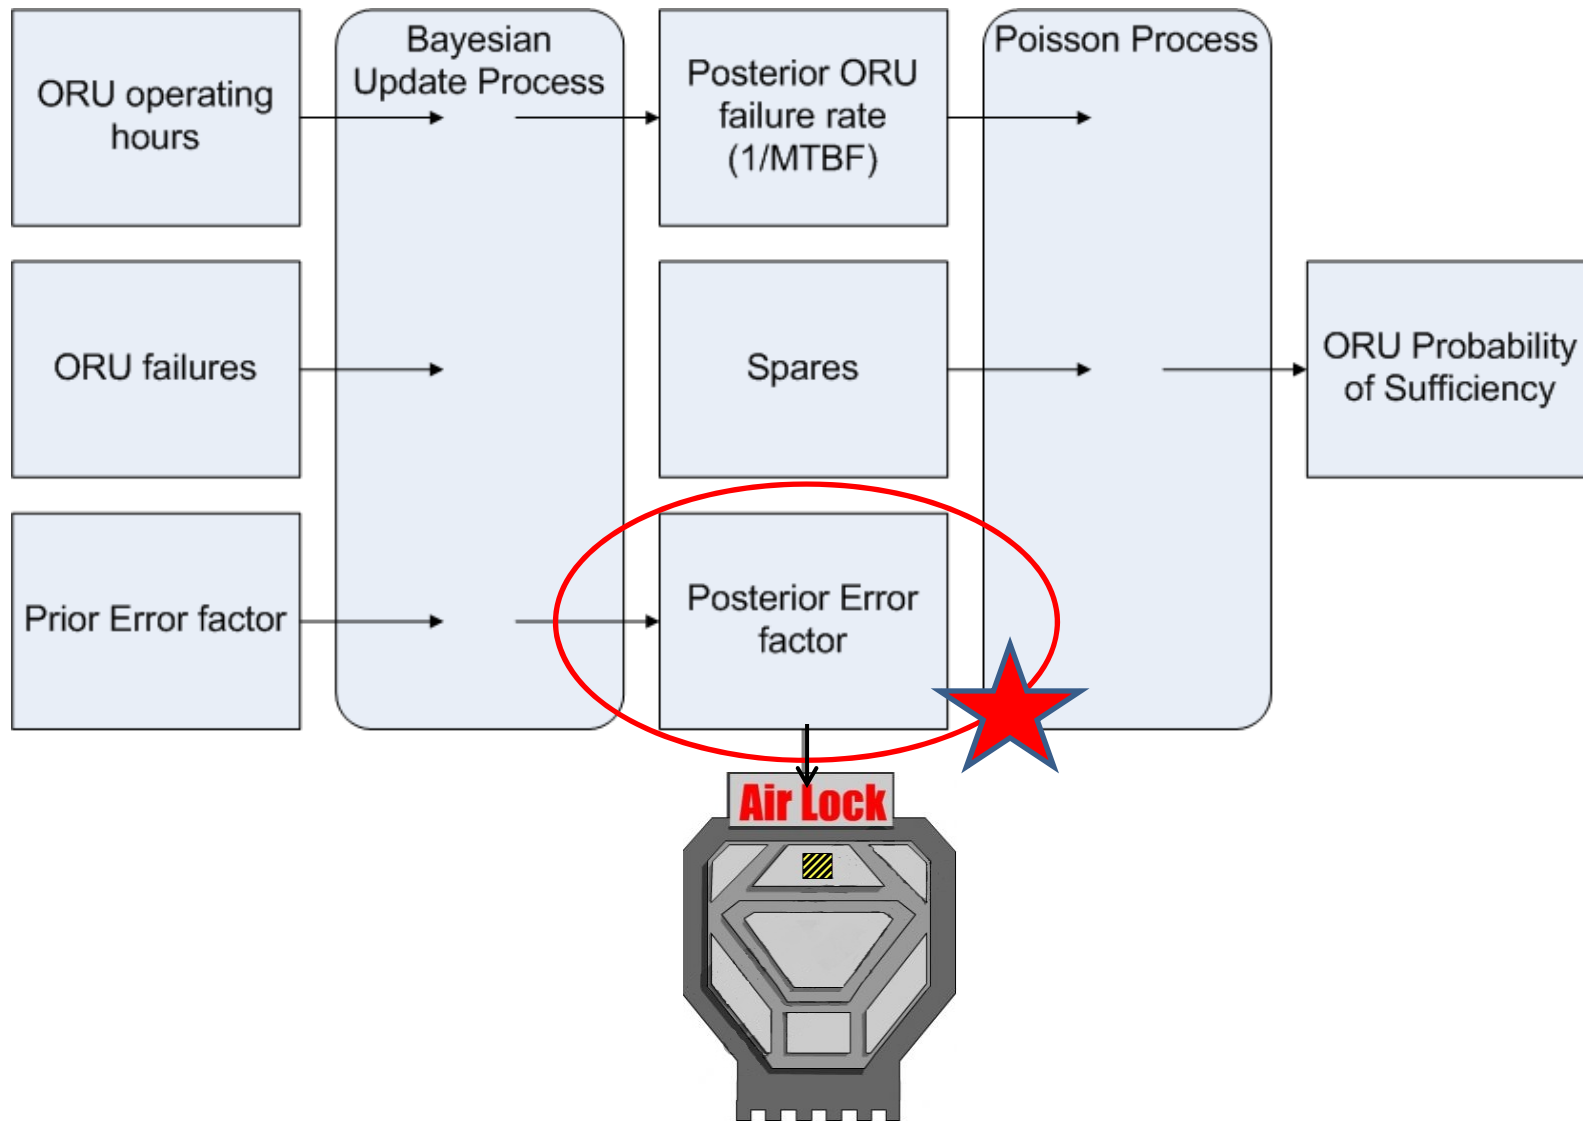 ORU operating
hours
Bayesian
Update Process
Posterior ORU
failure rate
(1/MTBF)
Poisson Process
ORU failures
Spares
ORU Probability
of Sufficiency
Prior Error factor
Posterior Error
factor
Air Lock